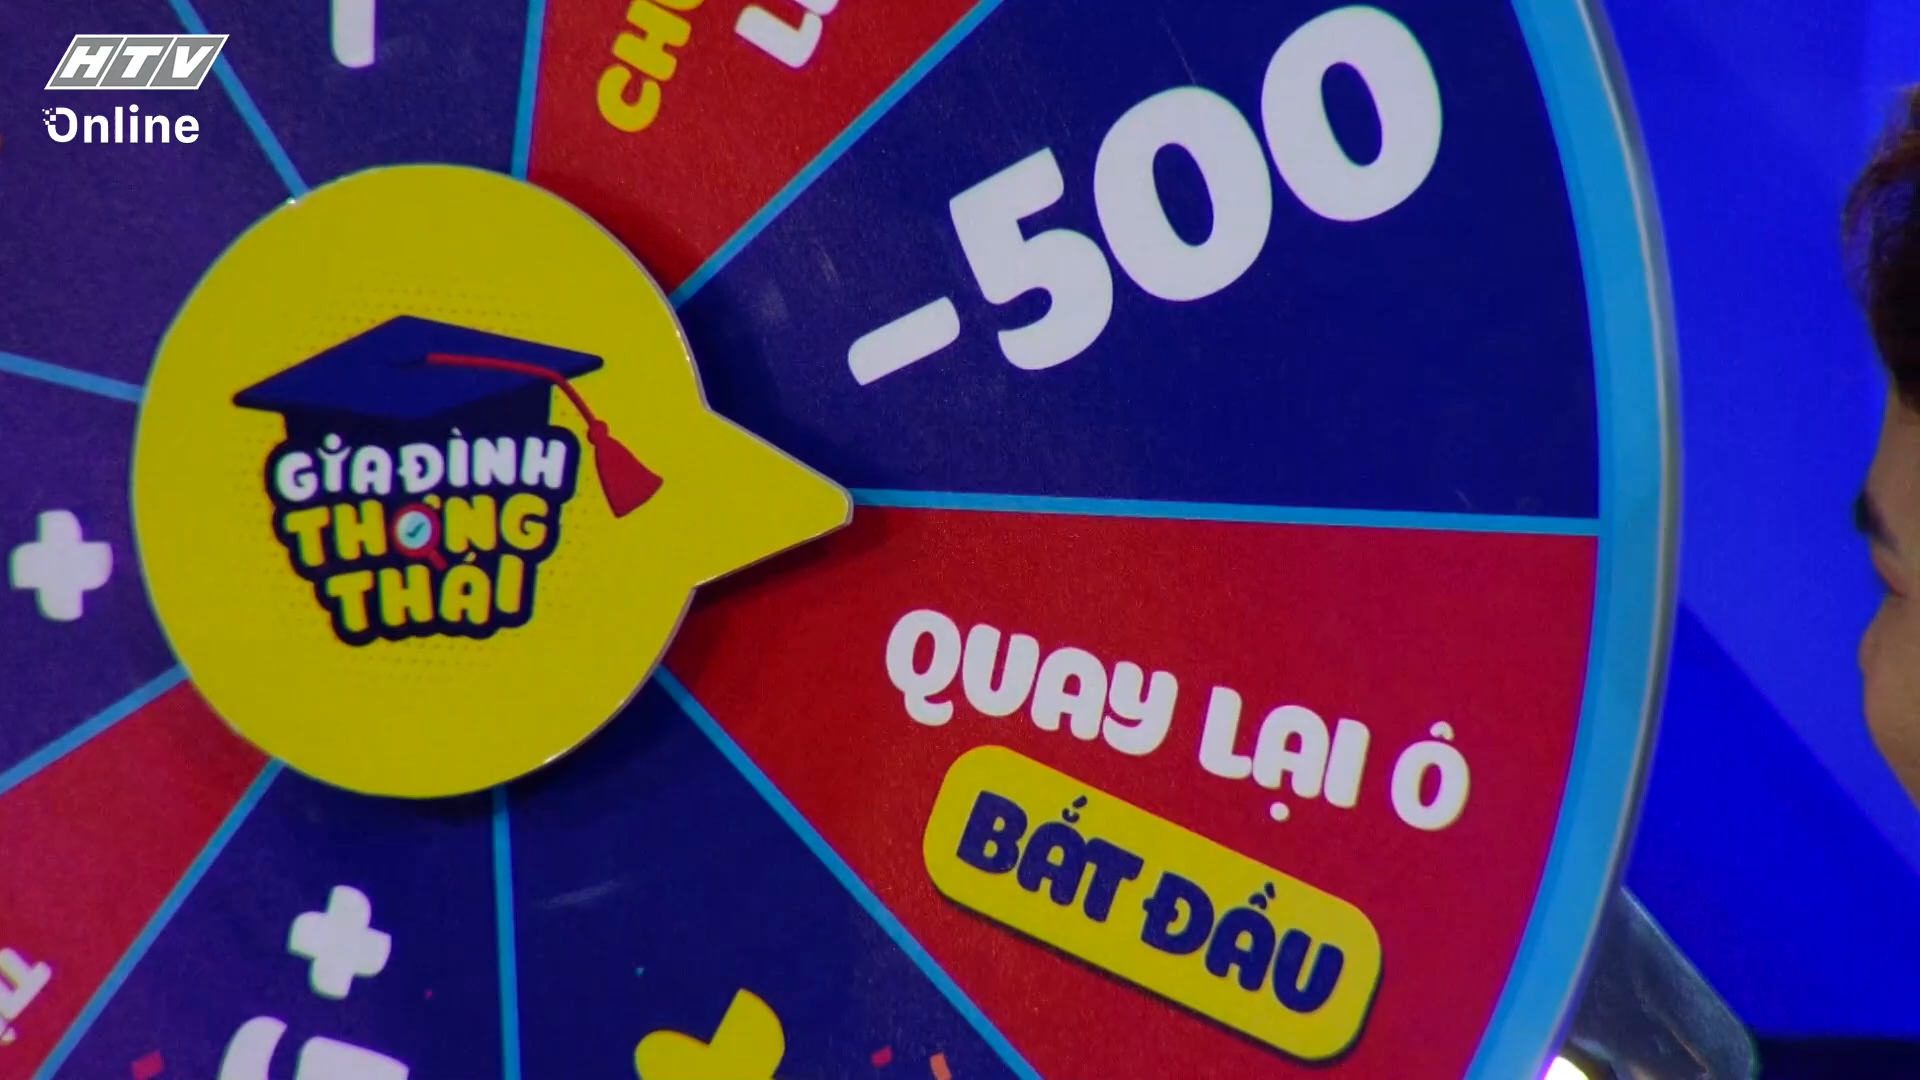 HTV
Online
-500
GIA ĐÌNH
THÔNG
THÁI
QUAY LẠI Ô
BẮT ĐẦU
+
+